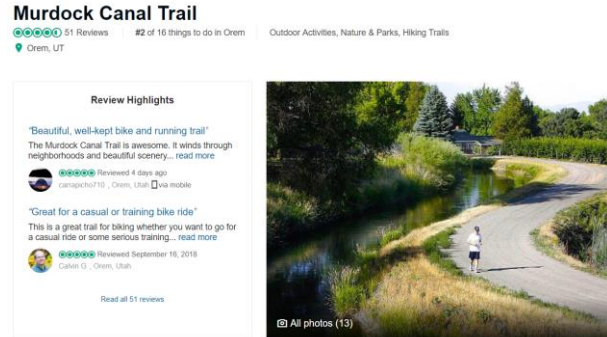 Murdock Canal Trail
51 Reviews #2 of 16 things to do in Orem Outdoor Activities, Nature & Parks, Hiking Trails
Orem, UT
Review Highlights
"Beautiful, well-kept bike and running trail"
The Murdock Canal Trail is awesome. It winds through
neighborhoods and beautiful scenery... read more
Reviewed 4 days ago
carrapicho710 , Orem, Utah via mobile
"Great for a casual or training bike ride"
This is a great trail for biking whether you want to go for
a casual ride or some serious training... read more
Reviewed September 16, 2018
Calvin G , Orem, Utah
Read all 51 reviews
All photos (13)